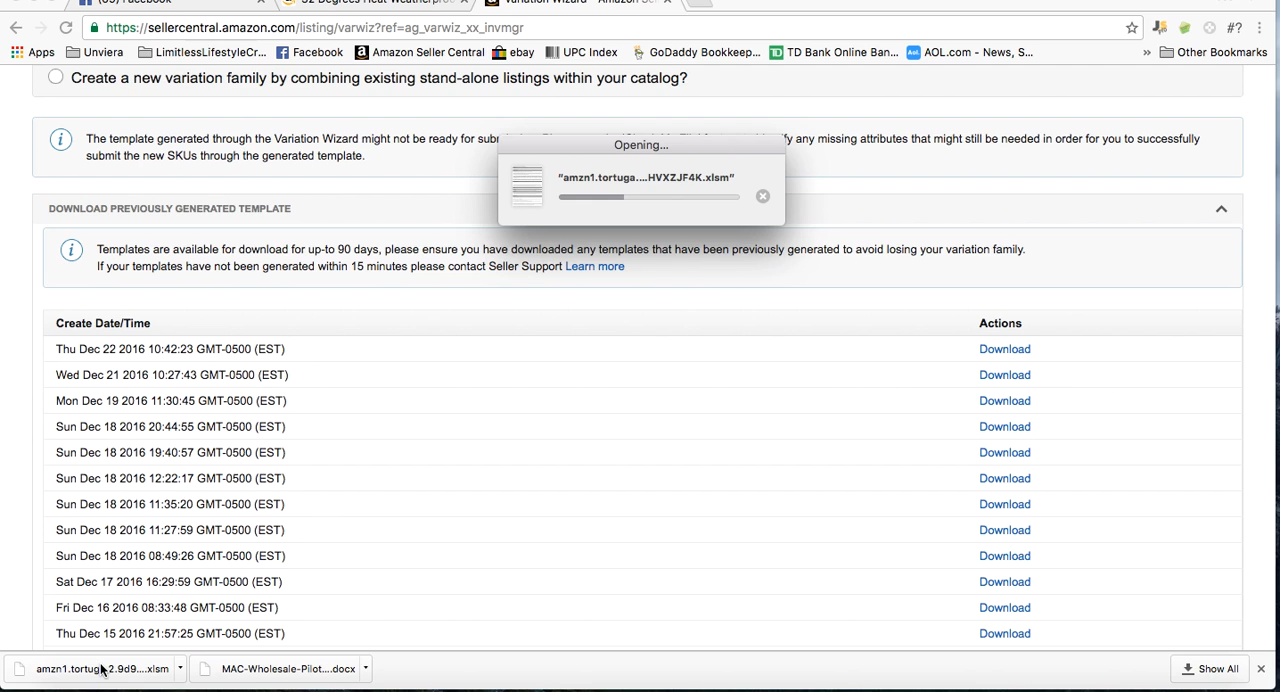 (65) Facebook
32 Degrees Heat Weatherpro
Variation Wizard - Amazon Se
https://sellercentral.amazon.com/listing/varwiz?ref=ag_varwiz_xx_invmgr
#?
Apps Unviera LimitlessLifestyleCr... Facebook Amazon Sellercentral ebay UPC Index GoDaddy Bookkeep... TD Bank Online Ban... AOL.com - News, S... » Other Bookmarks
Create a new variation family by combining existing stand-alone listings within your catalog?
The template generated through the Variation Wizard might not be ready for any missing attributes that might still be needed in order for you to successfully
submit the new SKUs through the generated template.
Opening...
"amzn1.tortuga....HVXZJF4K.xlsm"
DOWNLOAD PREVIOUSLY GENERATED TEMPLATE
Templates are available for download for up-to 90 days, please ensure you have downloaded any templates that have been previously generated to avoid losing your variation family.
If your templates have not been generated within 15 minutes please contact Seller Support Learn more
Create Date/Time Actions
Thu Dec 22 2016 10:42:23 GMT-0500 (EST) Download
Wed Dec 21 2016 10:27:43 GMT-0500 (EST) Download
Mon Dec 19 2016 11:30:45 GMT-0500 (EST) Download
Sun Dec 18 2016 20:44:55 GMT-0500 (EST) Download
Sun Dec 18 2016 19:40:57 GMT-0500 (EST) Download
Sun Dec 18 2016 12:22:17 GMT-0500 (EST) Download
Sun Dec 18 2016 11:35:20 GMT-0500 (EST) Download
Sun Dec 18 2016 11:27:59 GMT-0500 (EST) Download
Sun Dec 18 2016 08:49:26 GMT-0500 (EST) Download
Sat Dec 17 2016 16:29:59 GMT-0500 (EST) Download
Fri Dec 16 2016 08:33:48 GMT-0500 (EST) Download
Thu Dec 15 2016 21:57:25 GMT-0500 (EST) Download
amzn1.tortuga.2.9d9....xlsm MAC-Wholesale-Pilot....docx Show All